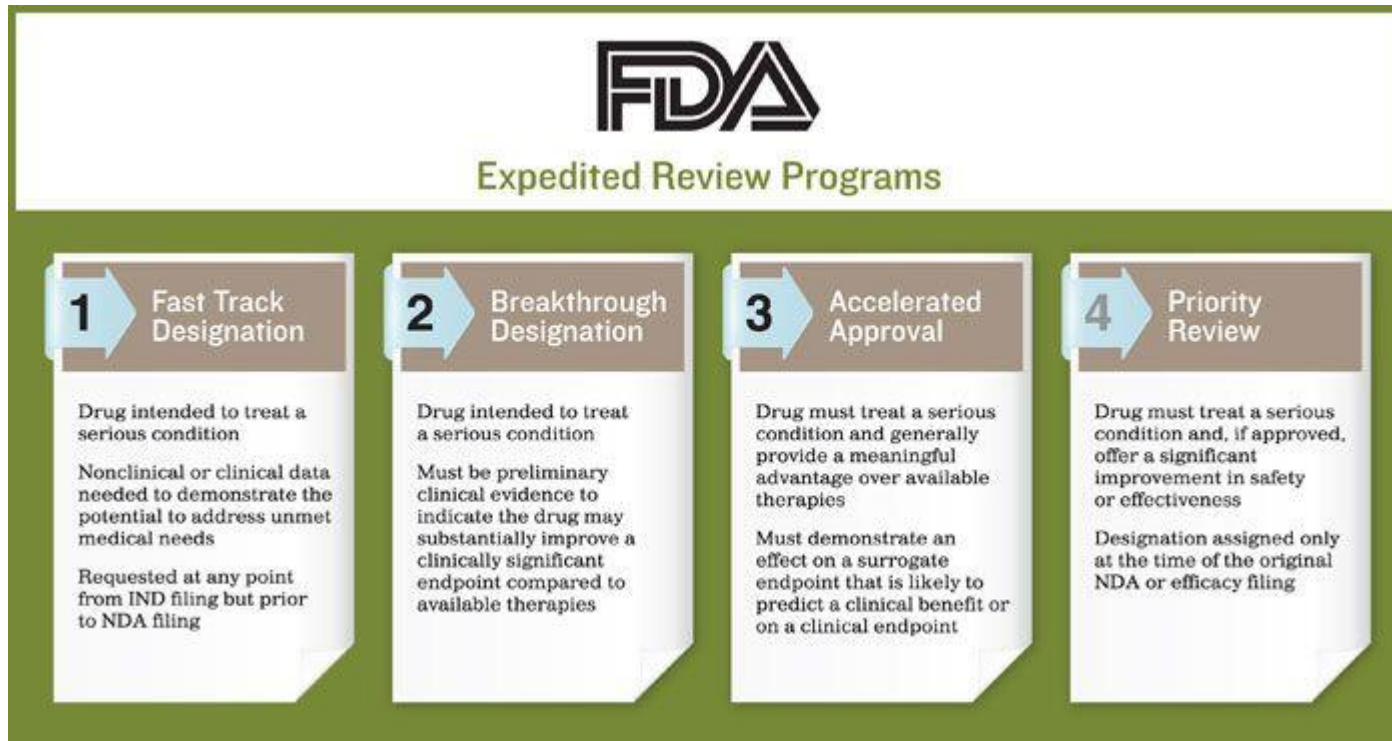 FDA
Expedited Review Programs
1
Fast Track
Designation
Drug intended to treat a
serious condition
Nonclinical or clinical data
needed to demonstrate the
potential to address unmet
medical needs
Requested at any point
from IND filing but prior
to NDA filing
2
Breakthrough
Designation
Drug intended to treat
a serious condition
Must be preliminary
clinical evidence to
indicate the drug may
substantially improve a
clinically significant
endpoint compared to
available therapies
3
Accelerated
Approval
Drug must treat a serious
condition and generally
provide a meaningful
advantage over available
therapies
Must demonstrate an
effect on a surrogate
endpoint that is likely to
predict a clinical benefit or
on a clinical endpoint
4
Priority
Review
Drug must treat a serious
condition and, if approved,
offer a significant
improvement in safety
or effectiveness
Designation assigned only
at the time of the original
NDA or efficacy filing